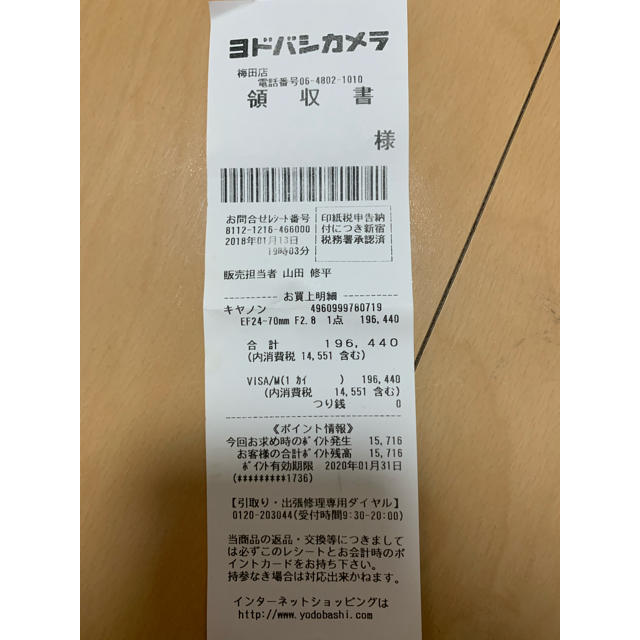 ヨドバシカメラ
梅田店
電話番号06-4802-1010
領 収 書
様
お問合せﾚｼｰﾄ番号
8112-1216-466000
2018年01月13日
19時03分
印紙税申告納
付につき新宿
税務署承認済
販売担当者 山田 修平
お買上明細
キヤノン 4960999780719
EF24-70mm F2.8 1点 196,440
合 計 196,440
(内消費税 14,551 含む)
VISA/M(1 ｶｲ ) 196,440
(内消費税 14,551 含む)
つり銭 0
《ポイント情報》
今回お求め時のﾎﾟｲﾝﾄ発生 15,716
お客様の合計ﾎﾟｲﾝﾄ残高 15,716
ﾎﾟｲﾝﾄ有効期限 2020年01月31日
(*********1736)
【引取り・出張修理専用ダイヤル】
0120-203044(受付時間9:30-20:00)
当商品の返品・交換等につきまして
は必ずこのレシートとお会計時のポ
イントカードをお持ち下さい。
持参なき場合は対応出来かねます。
インターネットショッピングは
http://www.yodobashi.com/